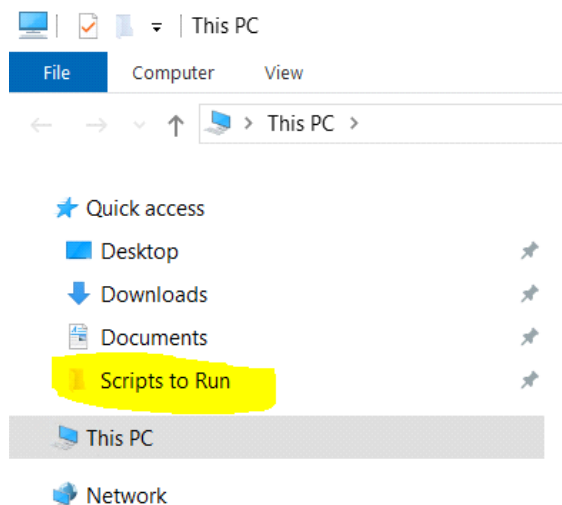 This PC
File Computer View
This PC
Quick access
Desktop
Downloads
Documents
Scripts to Run
This PC
Network